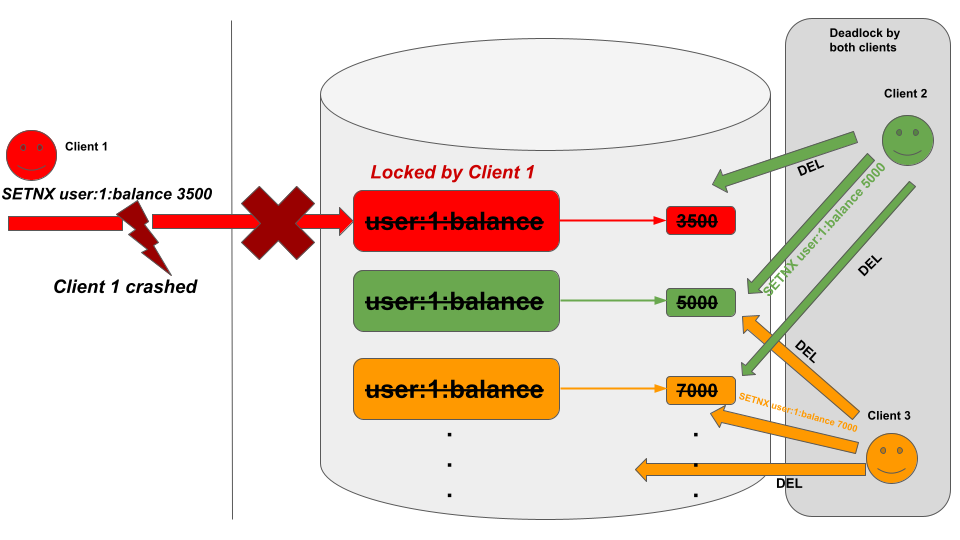 Deadlock by
both clients
Client 2
Client 1
SETNX user:1:balance 3500
Client 1 crashed
Locked by Client 1
user:1:balance
3500
user:1:balance
5000
user:1:balance
7000
DEL
SETNX user:1:balance 5000
DEL
DEL
SETNX user:1:balance 7000
Client 3
DEL